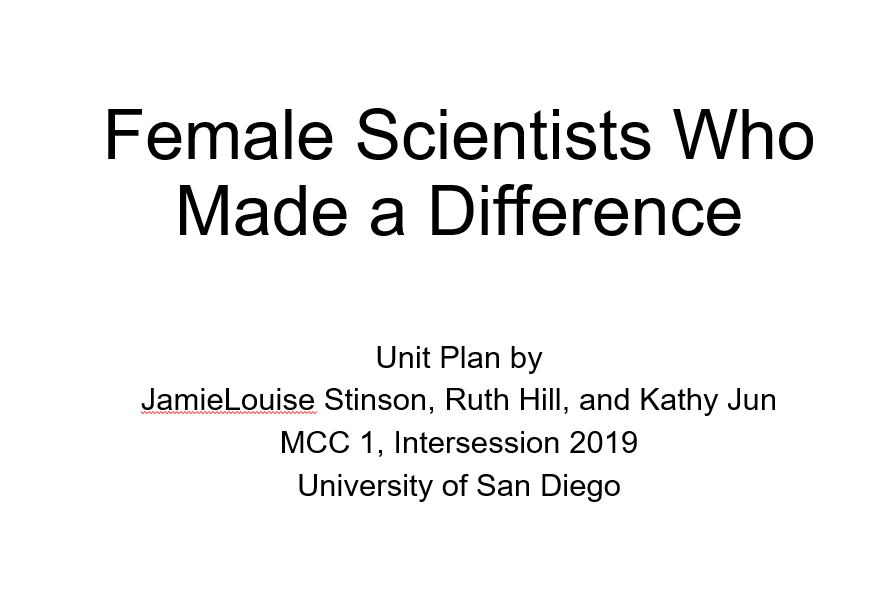 Female Scientists Who
Made a Difference
Unit Plan by
JamieLouise Stinson, Ruth Hill, and Kathy Jun
MCC 1, Intersession 2019
University of San Diego